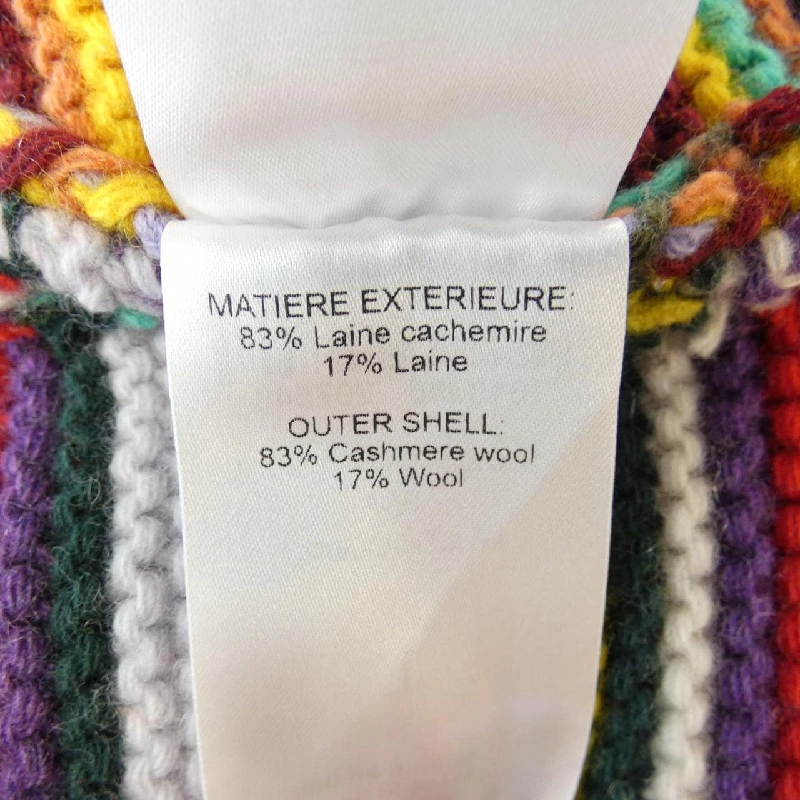 MATIERE EXTERIEURE:
83% Laine cachemire
17% Laine
OUTER SHELL:
83% Cashmere wool
17% Wool